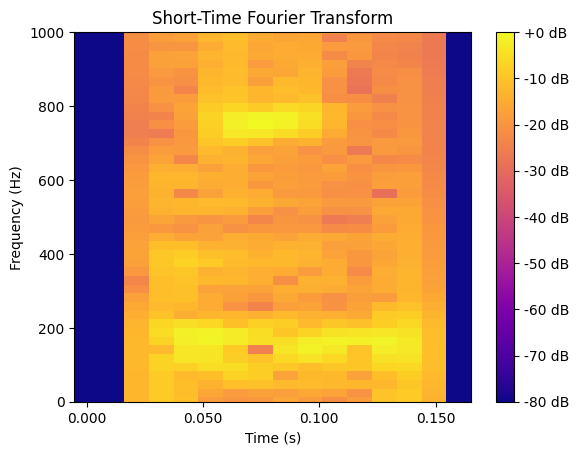 Short-Time Fourier Transform
1000
800
600
400
200
0
Frequency (Hz)
0.000
0.050
0.100
0.150
Time (s)
+0 dB
-10 dB
-20 dB
-30 dB
-40 dB
-50 dB
-60 dB
-70 dB
-80 dB